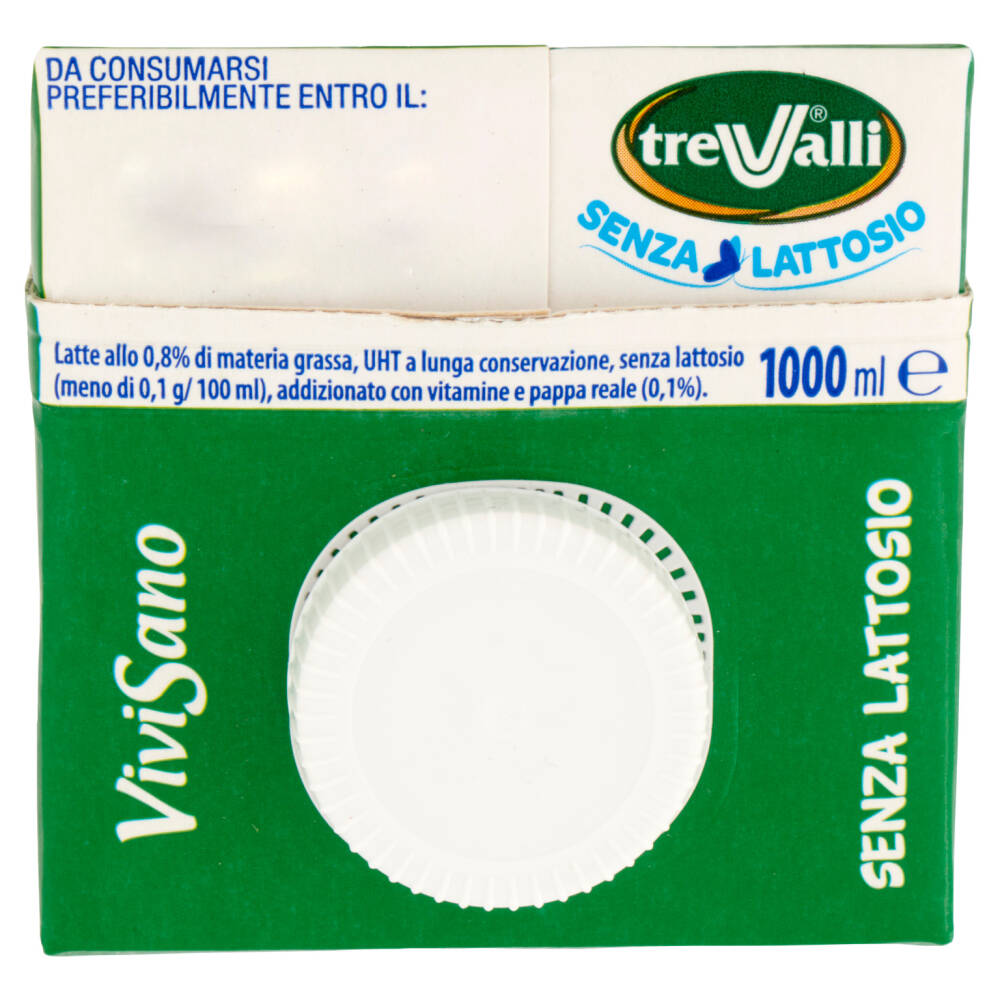 DA CONSUMARSI
PREFERIBILMENTE ENTRO IL:
treValli®
SENZA LATTOSIO
Latte allo 0,8% di materia grassa, UHT a lunga conservazione, senza lattosio
(meno di 0,1 g/ 100 ml), addizionato con vitamine e pappa reale (0,1%).
1000 ml ℮
ViviSano
SENZA LATTOSIO